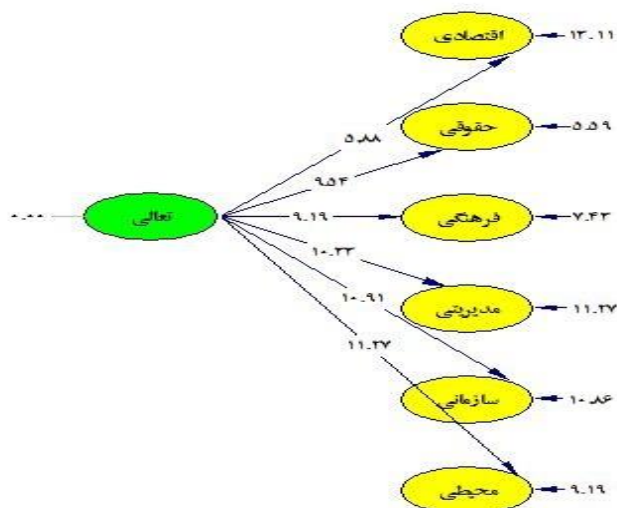 اقتصادی
۱۳.۱۱
۵.۸۸
حقوقی
۵.۵۹
۹.۵۴
۰.۰۰
تعالی
۹.۱۹
فرهنگی
۷.۴۳
۱۰.۳۳
مدیریتی
۱۱.۲۷
۱۰.۹۱
۱۱.۲۷
سازمانی
۱۰.۸۶
محیطی
۹.۱۹